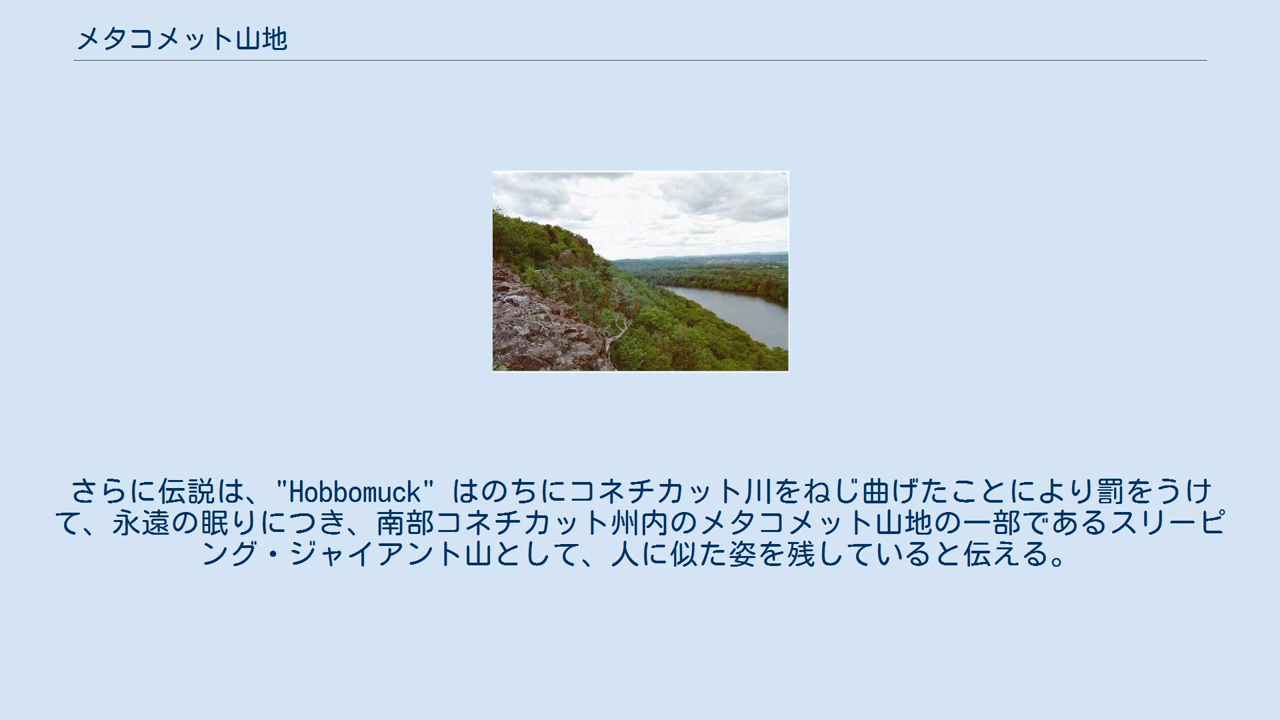 メタコメット山地
さらに伝説は、"Hobbomuck" はのちにコネチカット川をねじ曲げたことにより罰をうけ
て、永遠の眠りにつき、南部コネチカット州内のメタコメット山地の一部であるスリーピ
ング・ジャイアント山として、人に似た姿を残していると伝える。